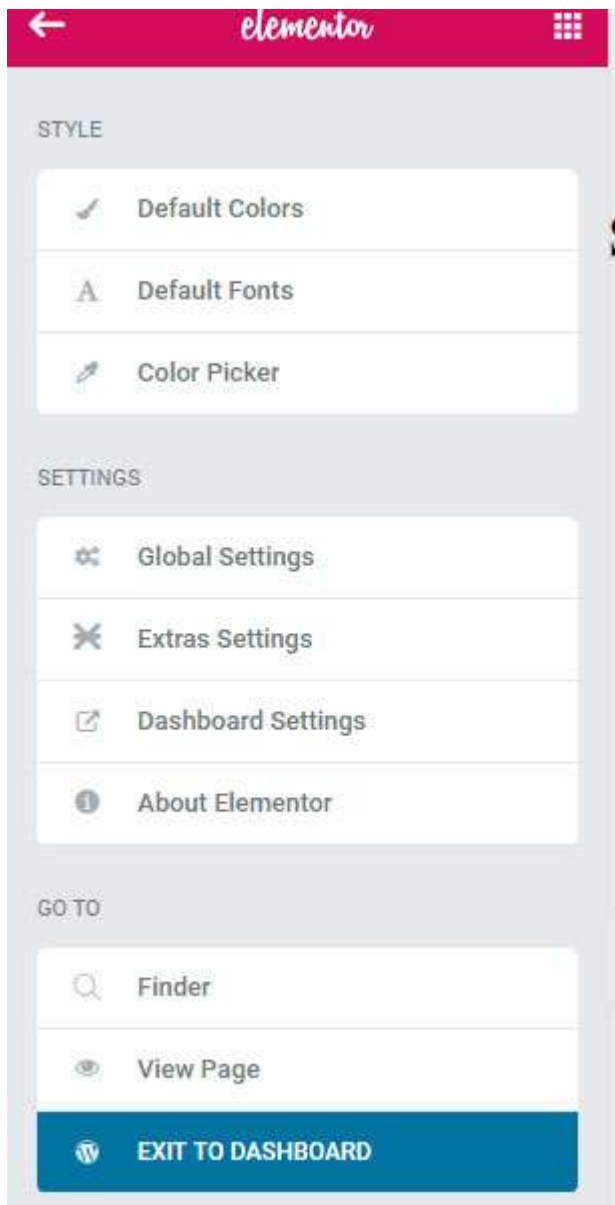 elementor
STYLE
Default Colors
Default Fonts
Color Picker
SETTINGS
Global Settings
Extras Settings
Dashboard Settings
About Elementor
GO TO
Finder
View Page
EXIT TO DASHBOARD